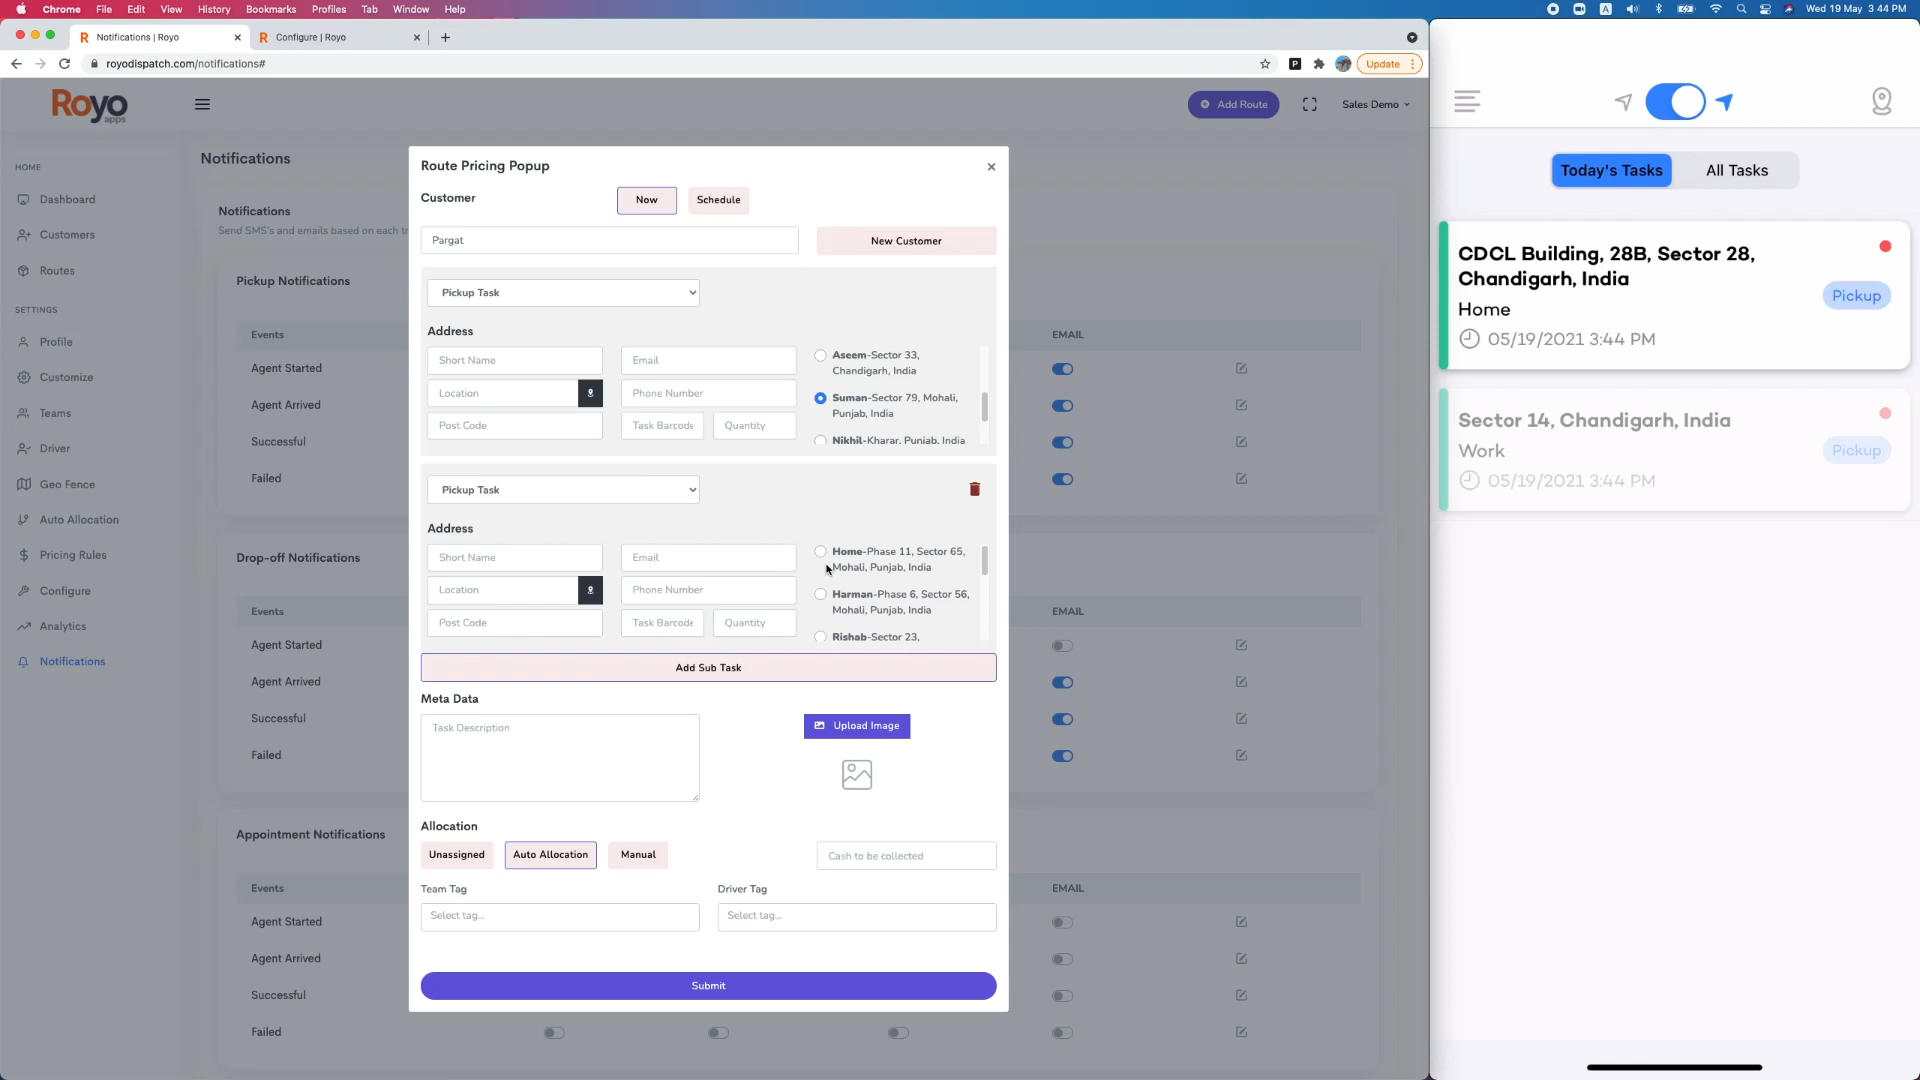 Chrome File Edit View History Bookmarks Profiles Tab Window Help
A
Wed 19 May 3 44 PM
R Notifications | Royo
R Configure | Royo
royodispatch.com/notifications#
P
Update
Royo
apps
Add Route
Sales Demo
HOME
Dashboard
Customers
Routes
SETTINGS
Profile
Customize
Teams
Driver
Geo Fence
Auto Allocation
Pricing Rules
Configure
Analytics
Notifications
Notifications
Notifications
Send SMS's and emails based on each tr
Pickup Notifications
Events
EMAIL
Agent Started
Agent Arrived
Successful
Failed
Drop-off Notifications
Events
EMAIL
Agent Started
Agent Arrived
Successful
Failed
Appointment Notifications
Events
EMAIL
Agent Started
Agent Arrived
Successful
Failed
Route Pricing Popup
Customer
Now
Schedule
Pargat
New Customer
Pickup Task
Address
Short Name
Email
Location
Phone Number
Post Code
Task Barcode
Quantity
Aseem-Sector 33,
Chandigarh, India
Suman-Sector 79, Mohali,
Punjab, India
Nikhil-Kharar, Punjab, India
Pickup Task
Address
Short Name
Email
Location
Phone Number
Post Code
Task Barcode
Quantity
Home-Phase 11, Sector 65,
Mohali, Punjab, India
Harman-Phase 6, Sector 56,
Mohali, Punjab, India
Rishab-Sector 23,
Add Sub Task
Meta Data
Task Description
Upload Image
Allocation
Unassigned
Auto Allocation
Manual
Cash to be collected
Team Tag
Driver Tag
Select tag...
Select tag...
Submit
Today's Tasks
All Tasks
CDCL Building, 28B, Sector 28,
Chandigarh, India
Pickup
Home
05/19/2021 3:44 PM
Sector 14, Chandigarh, India
Work
Pickup
05/19/2021 3:44 PM